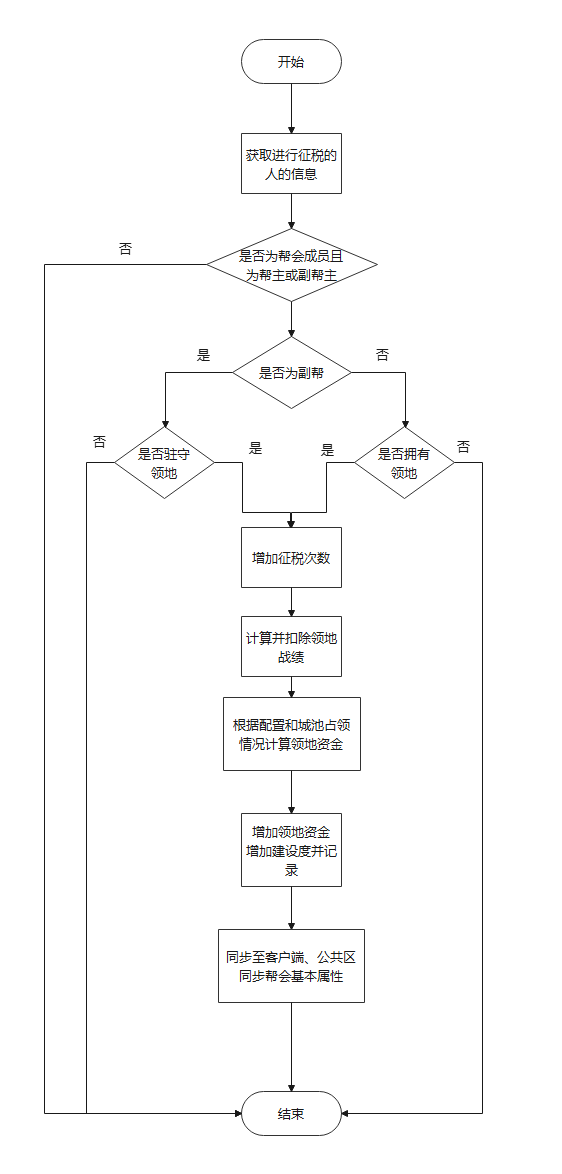 开始
获取进行征税的
人的信息
否
是否为帮会成员且
为帮主或副帮主
是
否
是否为副帮
否
是否驻守
领地
是
是
是否拥有
领地
否
增加征税次数
计算并扣除领地
战绩
根据配置和城池占领
情况计算领地资金
增加领地资金
增加建设度并记
录
同步至客户端、公共区
同步帮会基本属性
结束